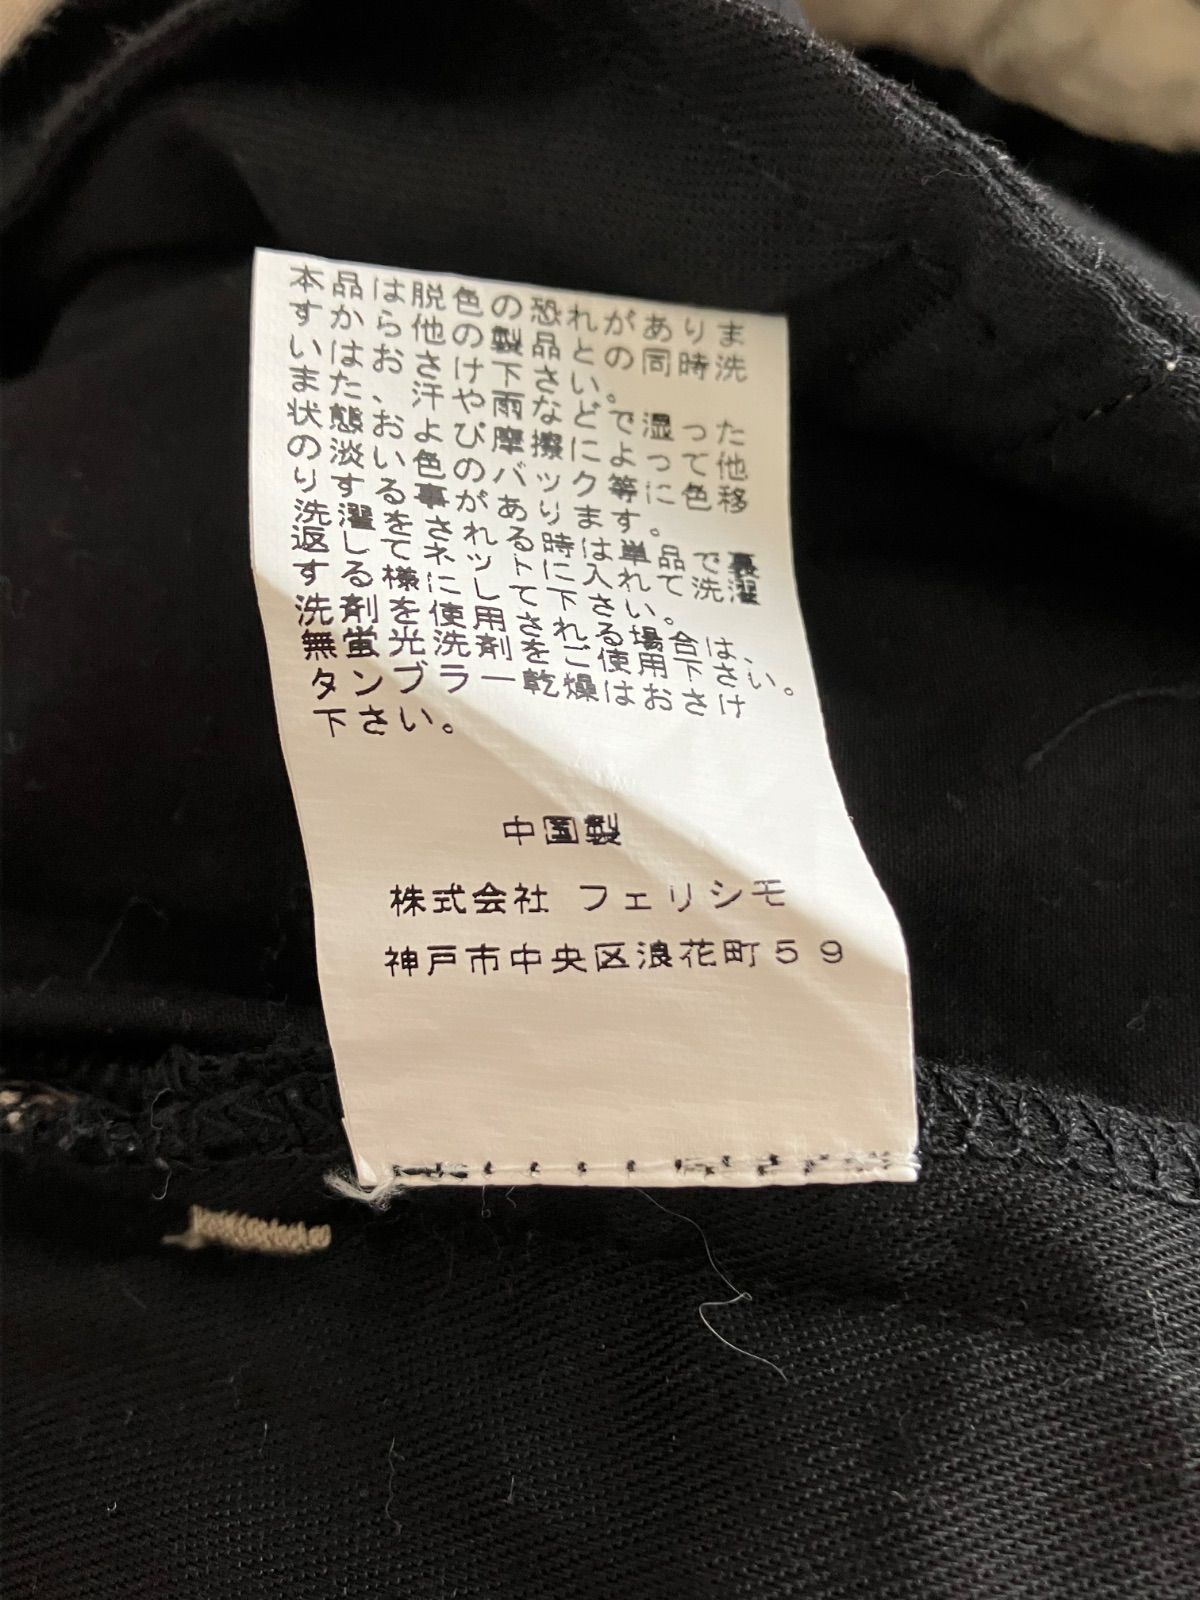 本品は脱色の恐れがありま
すから他の製品との同時洗
いはおさけ下さい。
また、汗や雨などで湿った
状態および摩擦によって他
の淡い色のバック等に色移
りする事があります。
洗濯をされる時は単品で裏
返してネットに入れて洗濯
する様にして下さい。
洗剤を使用される場合は、
無蛍光洗剤をご使用下さい。
タンブラー乾燥はおさけ
下さい。
中国製
株式会社 フェリシモ
神戸市中央区浪花町59